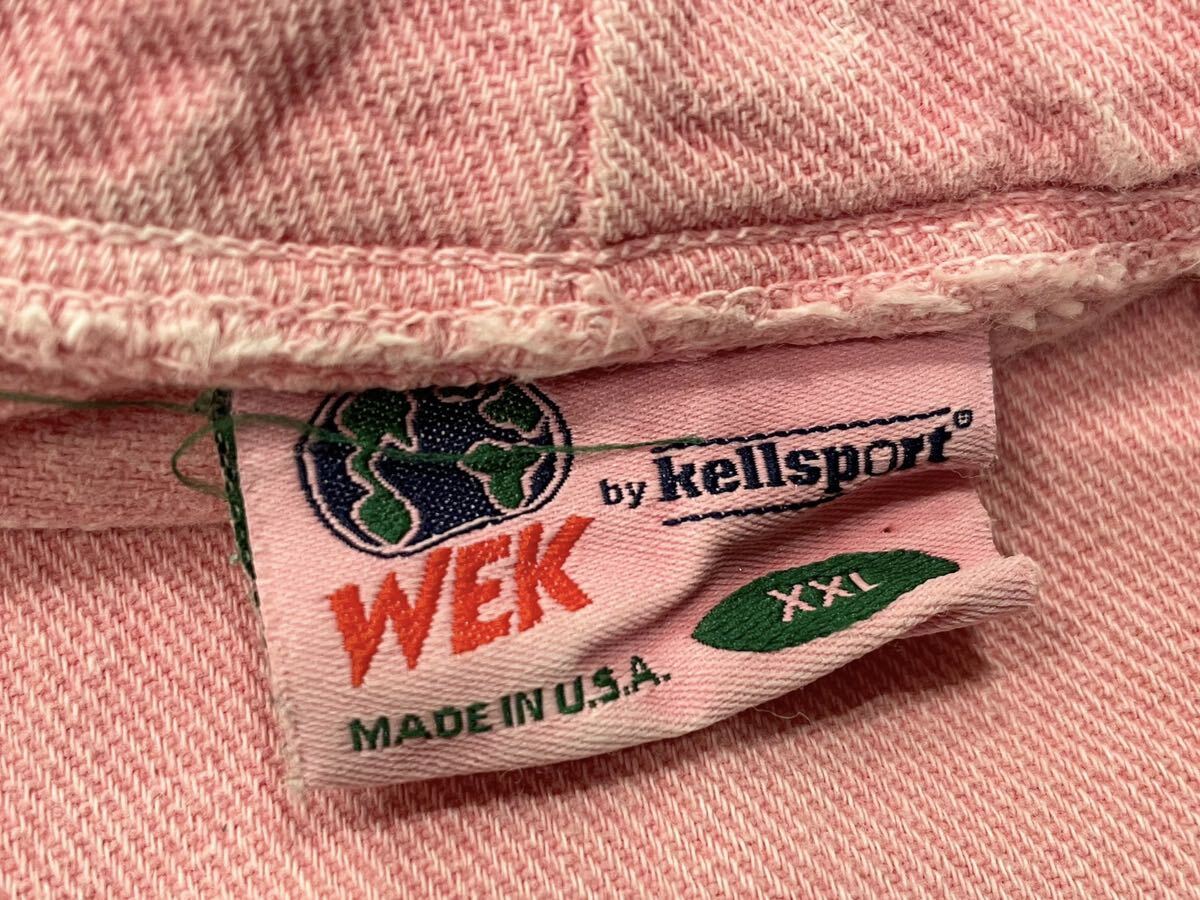 by kellsport®
WEK
XXL
MADE IN U.S.A.